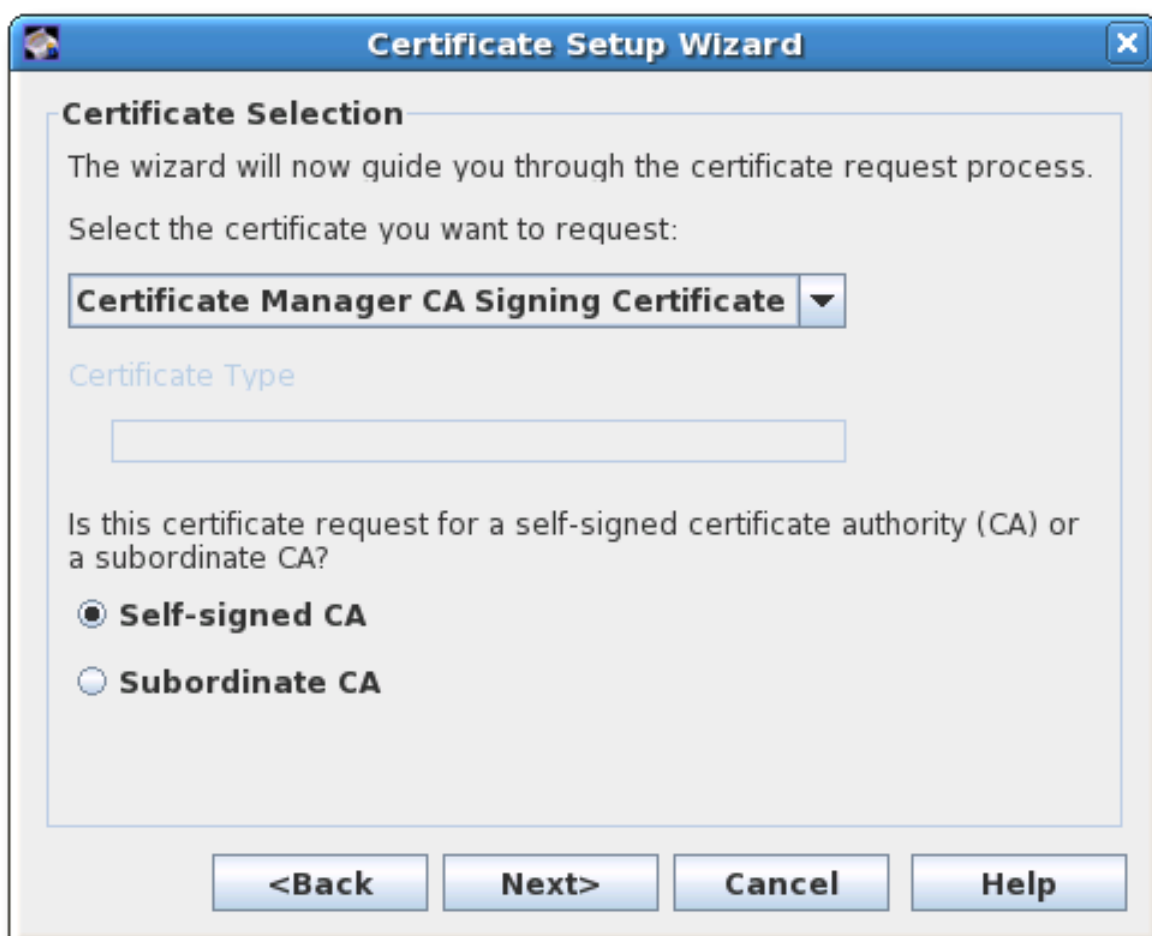 Certificate Setup Wizard
Certificate Selection
The wizard will now guide you through the certificate request process.
Select the certificate you want to request:
Certificate Manager CA Signing Certificate
Certificate Type
Is this certificate request for a self-signed certificate authority (CA) or
a subordinate CA?
Self-signed CA
Subordinate CA
<Back Next> Cancel Help